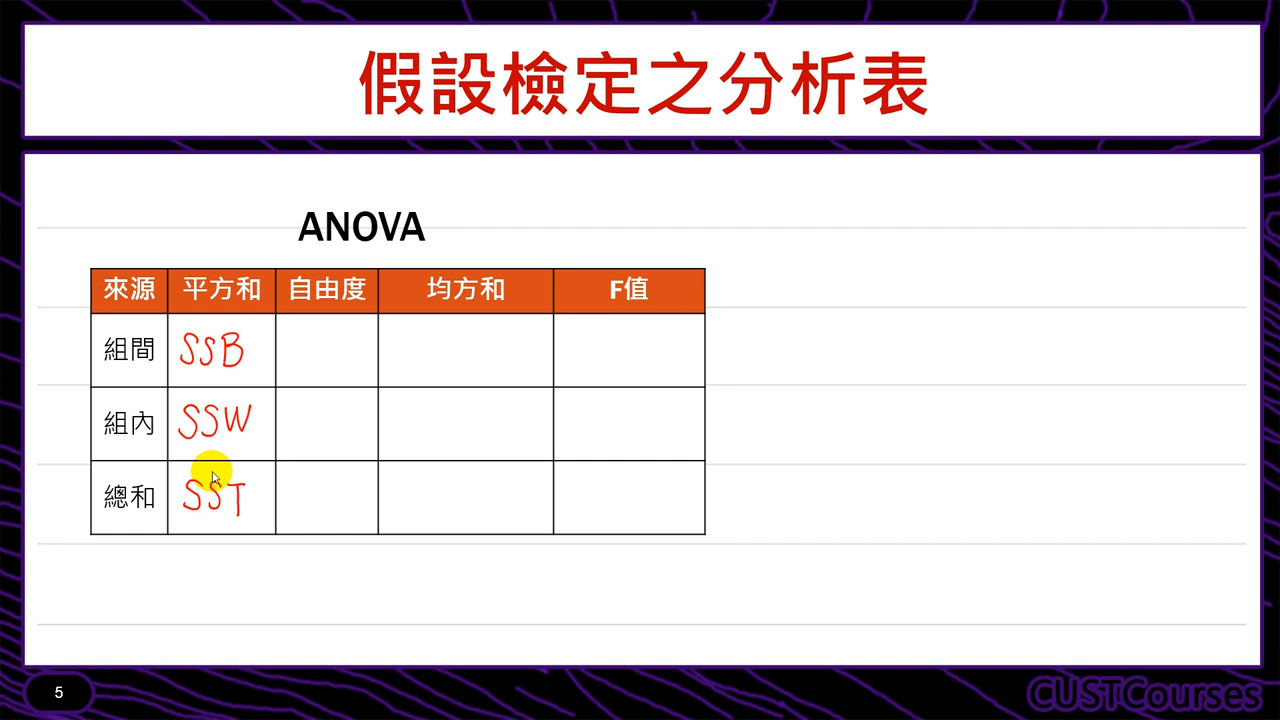 假設檢定之分析表
ANOVA
來源 平方和 自由度 均方和 F值
組間 SSB
組內 SSW
總和 SST
5
CUSTCourses